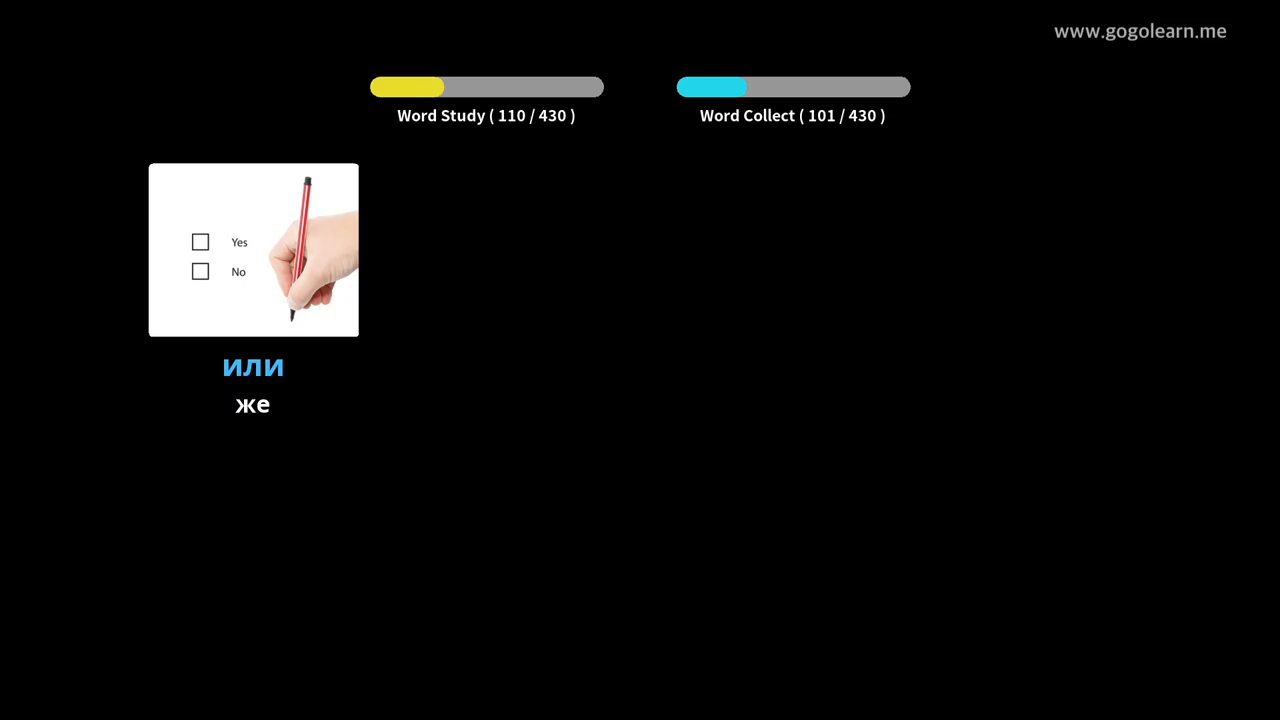 www.gogolearn.me
Word Study ( 110 / 430 )
Word Collect ( 101 / 430 )
Yes
No
или
же